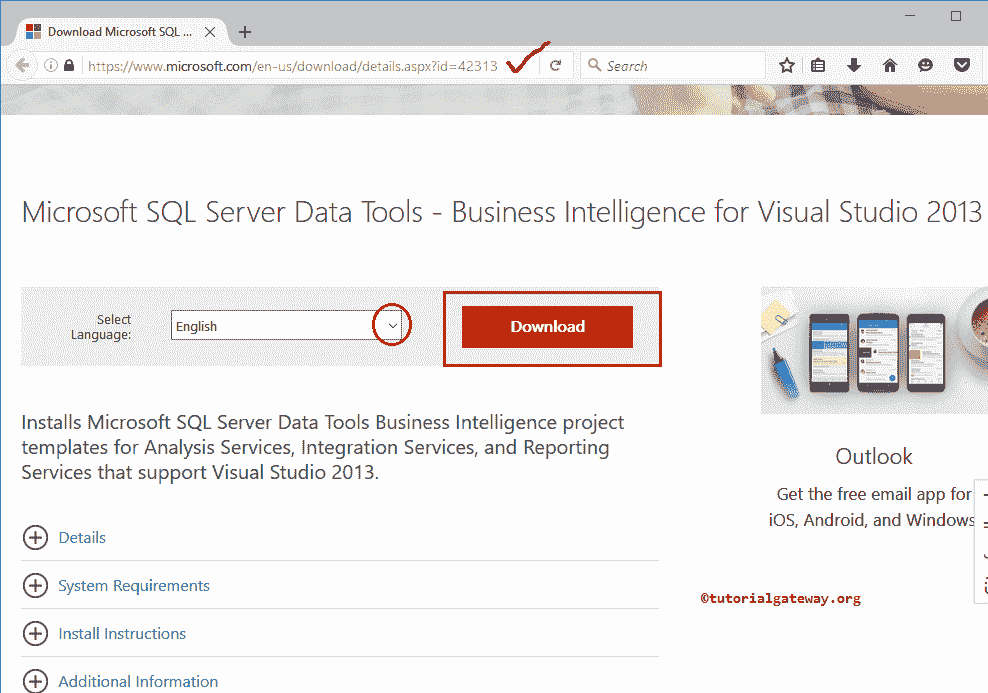 Download Microsoft SQL ...
https://www.microsoft.com/en-us/download/details.aspx?id=42313
Search
Microsoft SQL Server Data Tools - Business Intelligence for Visual Studio 2013
Select
Language:
English
Download
Installs Microsoft SQL Server Data Tools Business Intelligence project
templates for Analysis Services, Integration Services, and Reporting
Services that support Visual Studio 2013.
Details
System Requirements
Install Instructions
Additional Information
Outlook
Get the free email app for
iOS, Android, and Windows
©tutorialgateway.org